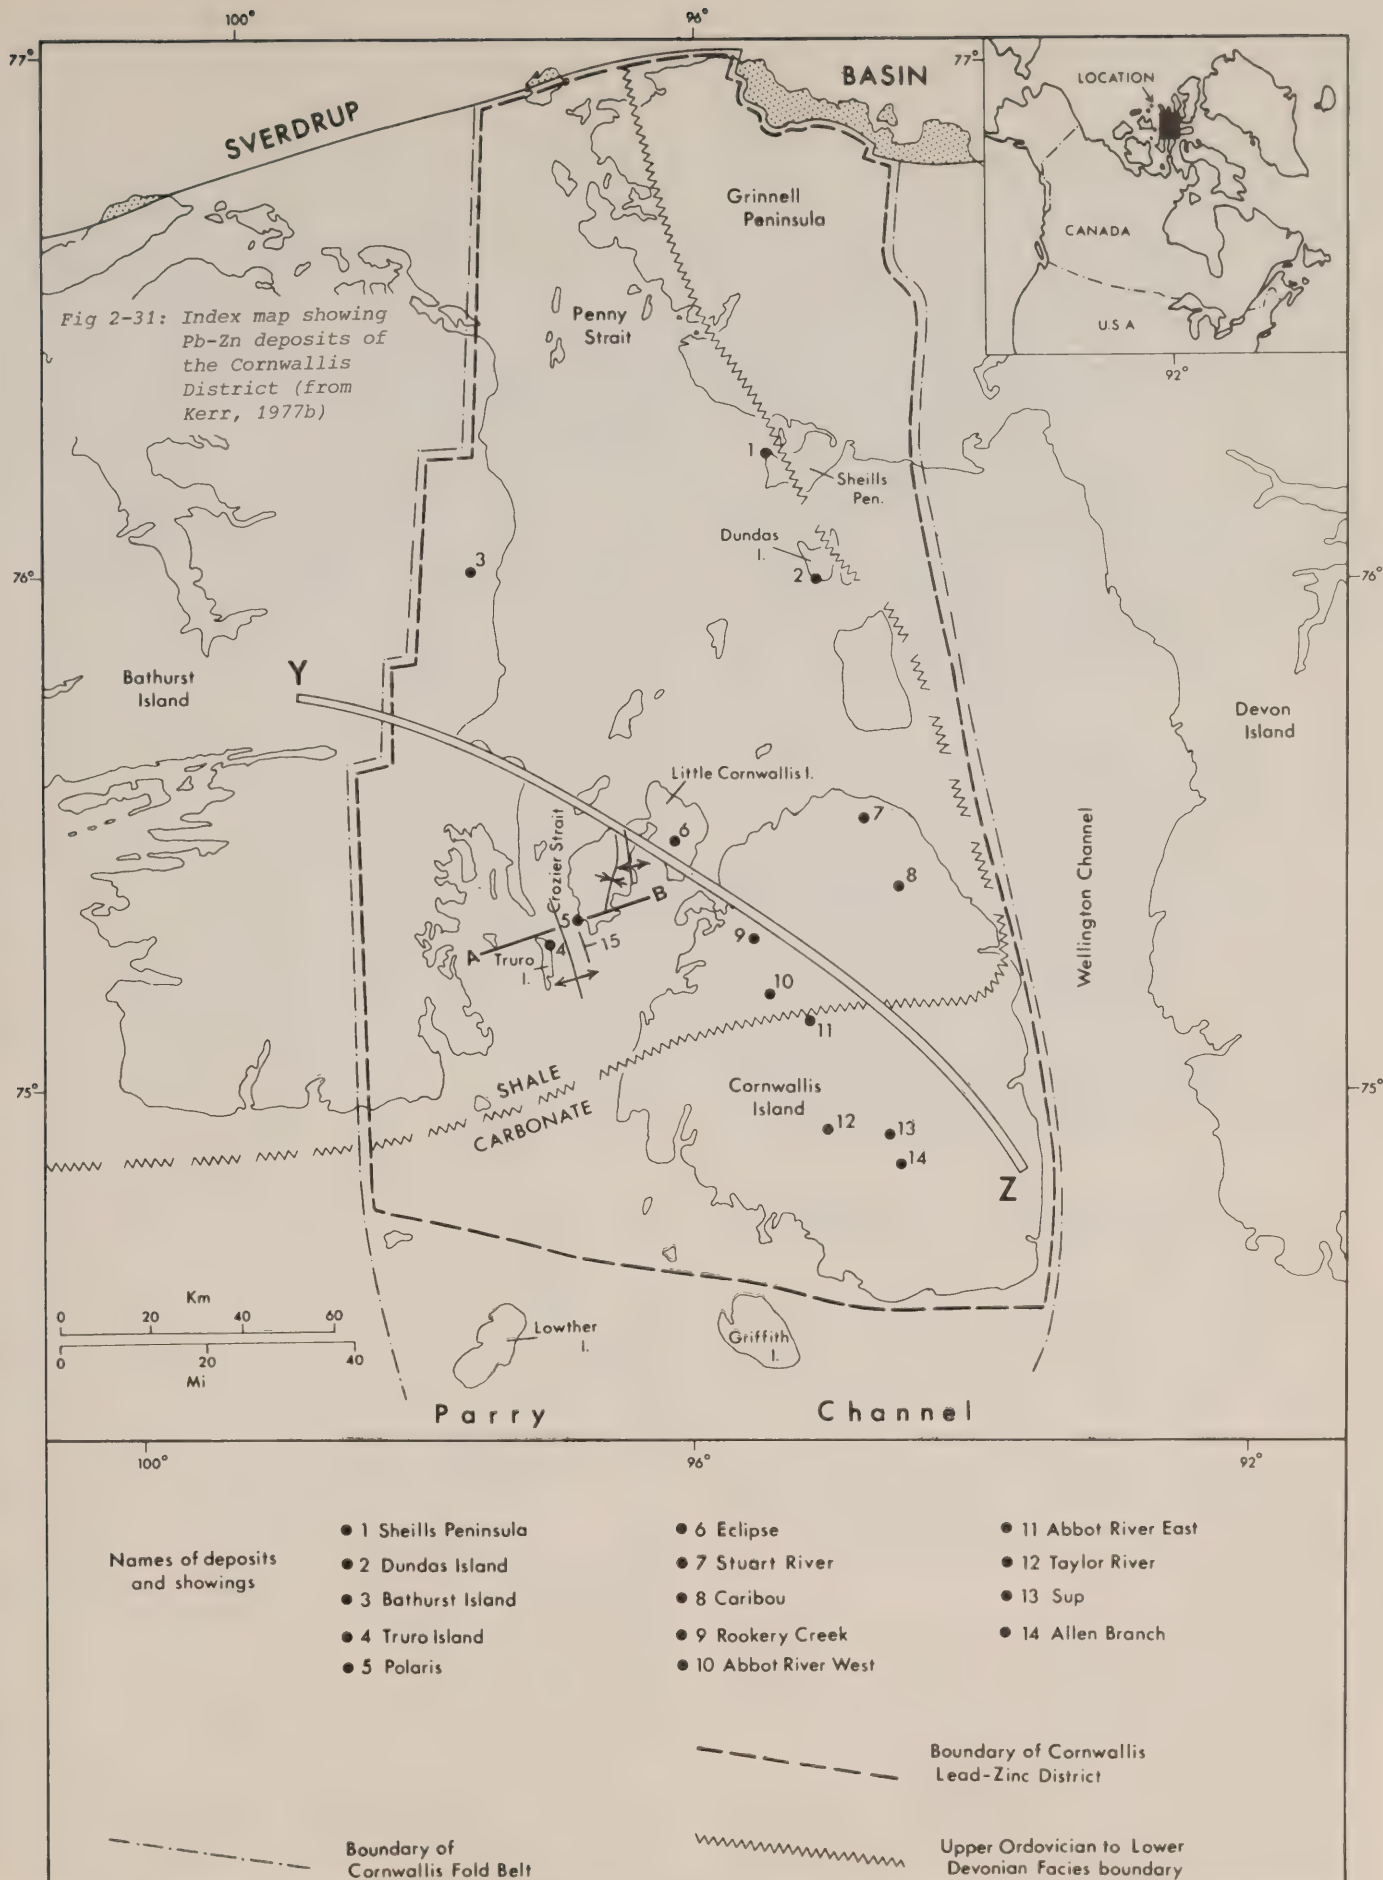 100°
96°
77°
77°
SVERDRUP
BASIN
LOCATION
CANADA
U.S A
92°
Grinnell
Peninsula
Fig 2-31: Index map showing
Pb-Zn deposits of
the Cornwallis
District (from
Kerr, 1977b)
Penny
Strait
1
Sheills
Pen.
Dundas
I.
2
3
76°
76°
Y
Bathurst
Island
Devon
Island
Little Cornwallis I.
6
7
8
Crozier Strait
B
5
9
15
A
4
Truro
I.
10
11
Wellington Channel
75°
75°
SHALE
CARBONATE
Cornwallis
Island
12
13
14
Z
Km
0 20 40 60
0 20 40
Mi
Lowther
I.
Griffith
I.
Parry Channel
100°
96°
92°
Names of deposits
and showings
1 Sheills Peninsula
2 Dundas Island
3 Bathurst Island
4 Truro Island
5 Polaris
6 Eclipse
7 Stuart River
8 Caribou
9 Rookery Creek
10 Abbot River West
11 Abbot River East
12 Taylor River
13 Sup
14 Allen Branch
Boundary of Cornwallis
Lead-Zinc District
Boundary of
Cornwallis Fold Belt
Upper Ordovician to Lower
Devonian Facies boundary